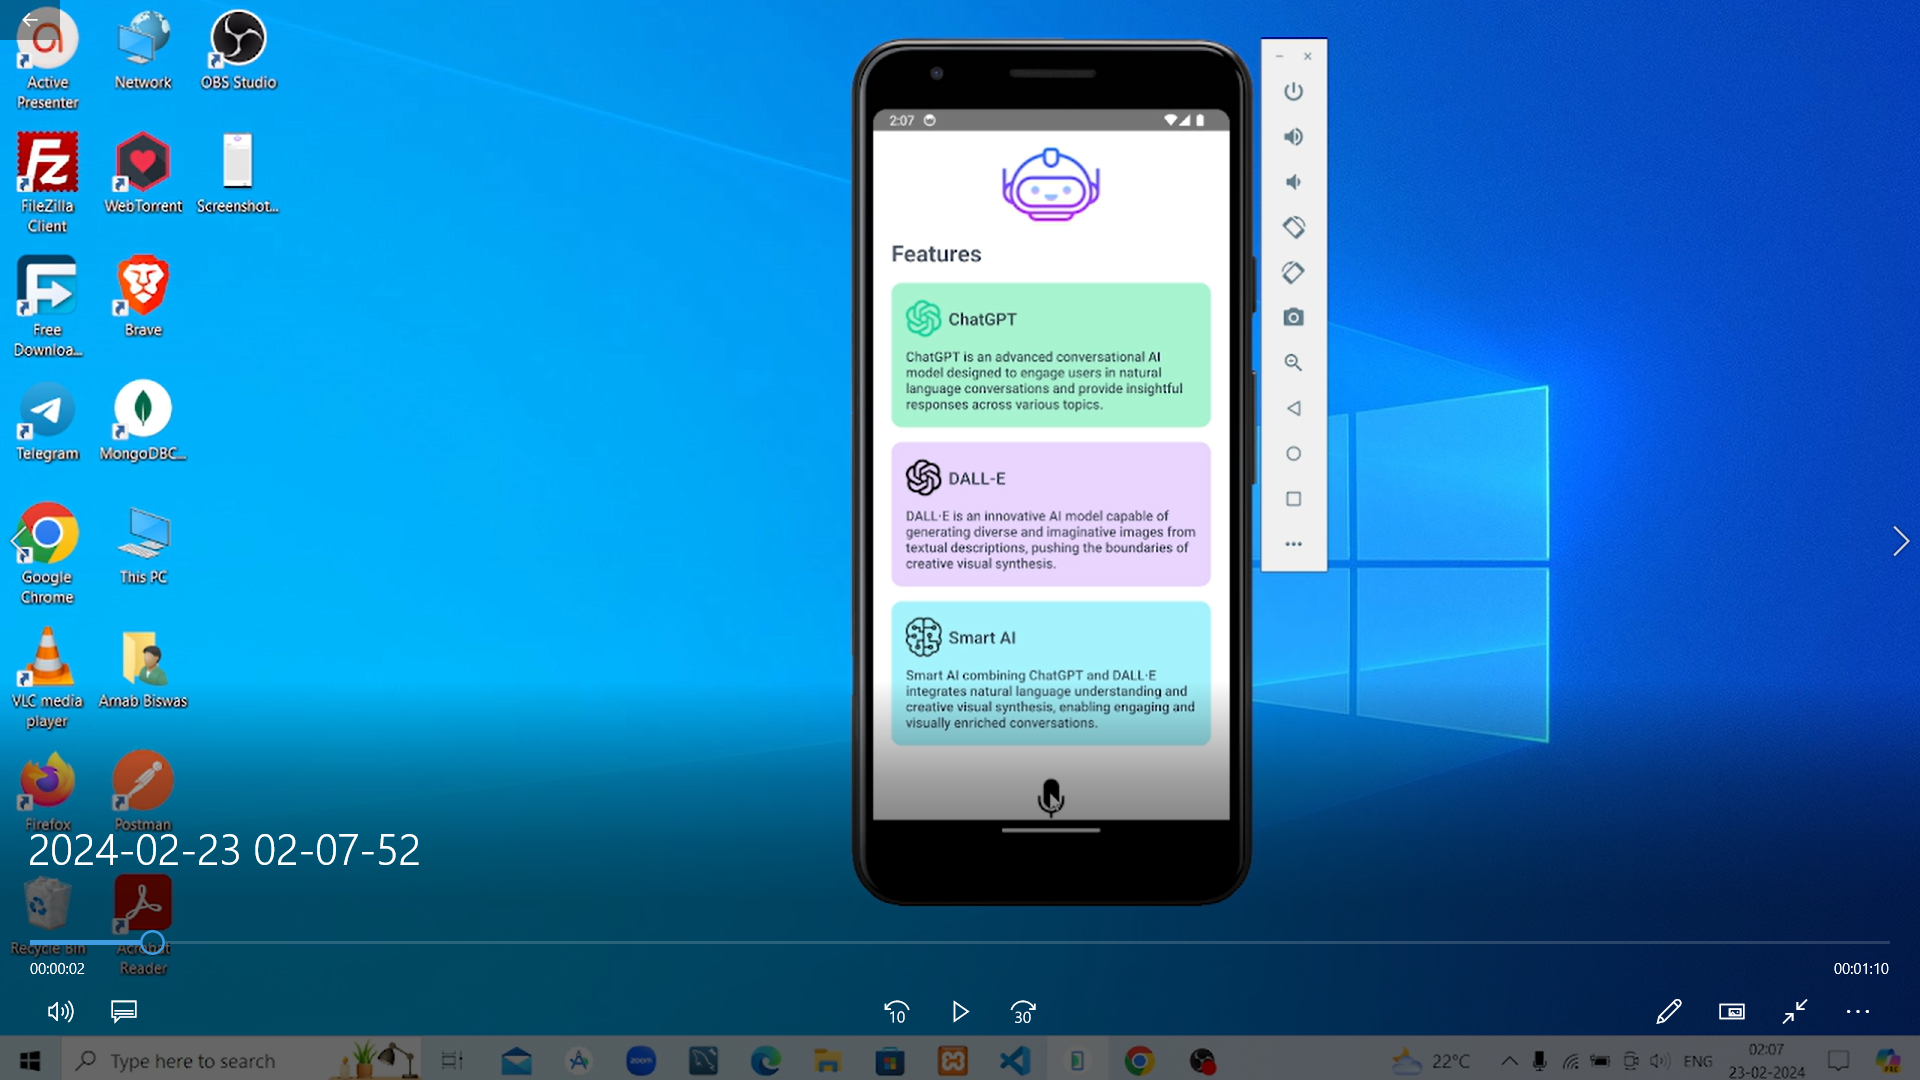 Active
Presenter
Network
OBS Studio
FileZilla
Client
WebTorrent
Screenshot...
Free
Downloa...
Brave
Telegram
MongoDBC...
Google
Chrome
This PC
VLC media
player
Arnab Biswas
Firefox
Postman
Recycle Bin
Acrobat
Reader
2:07
Features
ChatGPT
ChatGPT is an advanced conversational AI
model designed to engage users in natural
language conversations and provide insightful
responses across various topics.
DALL-E
DALL·E is an innovative AI model capable of
generating diverse and imaginative images from
textual descriptions, pushing the boundaries of
creative visual synthesis.
Smart AI
Smart AI combining ChatGPT and DALL·E
integrates natural language understanding and
creative visual synthesis, enabling engaging and
visually enriched conversations.
2024-02-23 02-07-52
00:00:02
00:01:10
10
30
Type here to search
zoom
22°C
ENG
02:07
23-02-2024
PRE